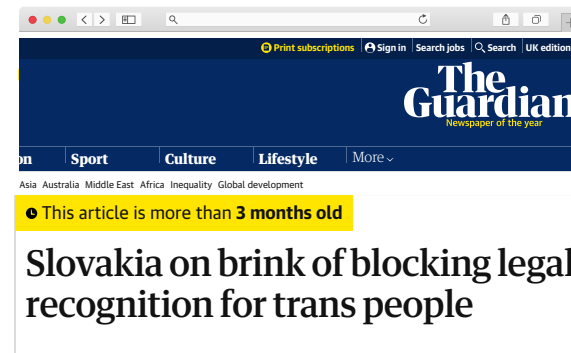 Print subscriptions Sign in Search jobs Search UK edition
The
Guardian
Newspaper of the year
on Sport Culture Lifestyle More
Asia Australia Middle East Africa Inequality Global development
This article is more than 3 months old
Slovakia on brink of blocking legal
recognition for trans people